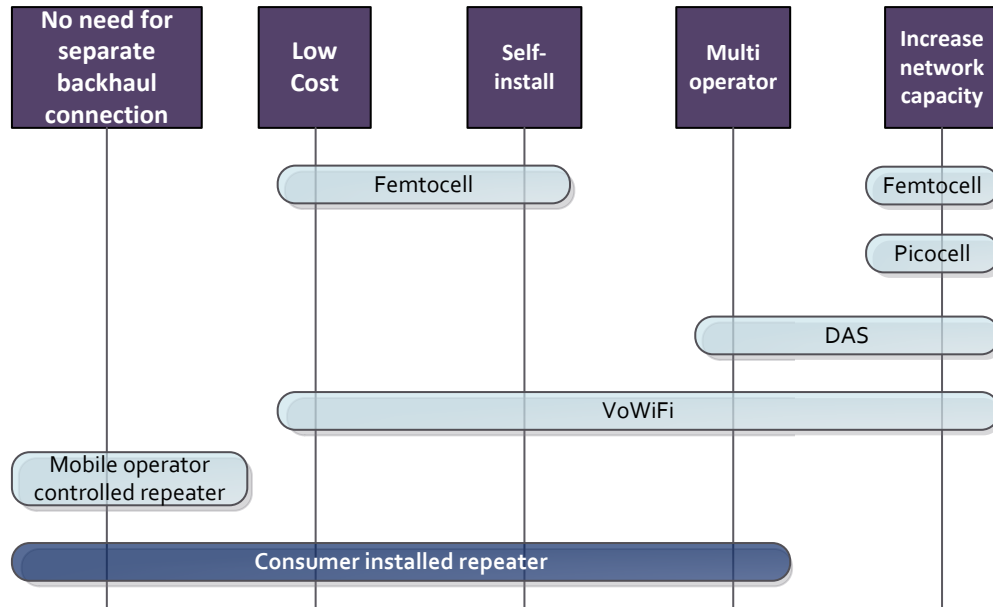 No need for
separate
backhaul
connection
Low
Cost
Self-
install
Multi
operator
Increase
network
capacity
Femtocell
Femtocell
Picocell
DAS
VoWiFi
Mobile operator
controlled repeater
Consumer installed repeater